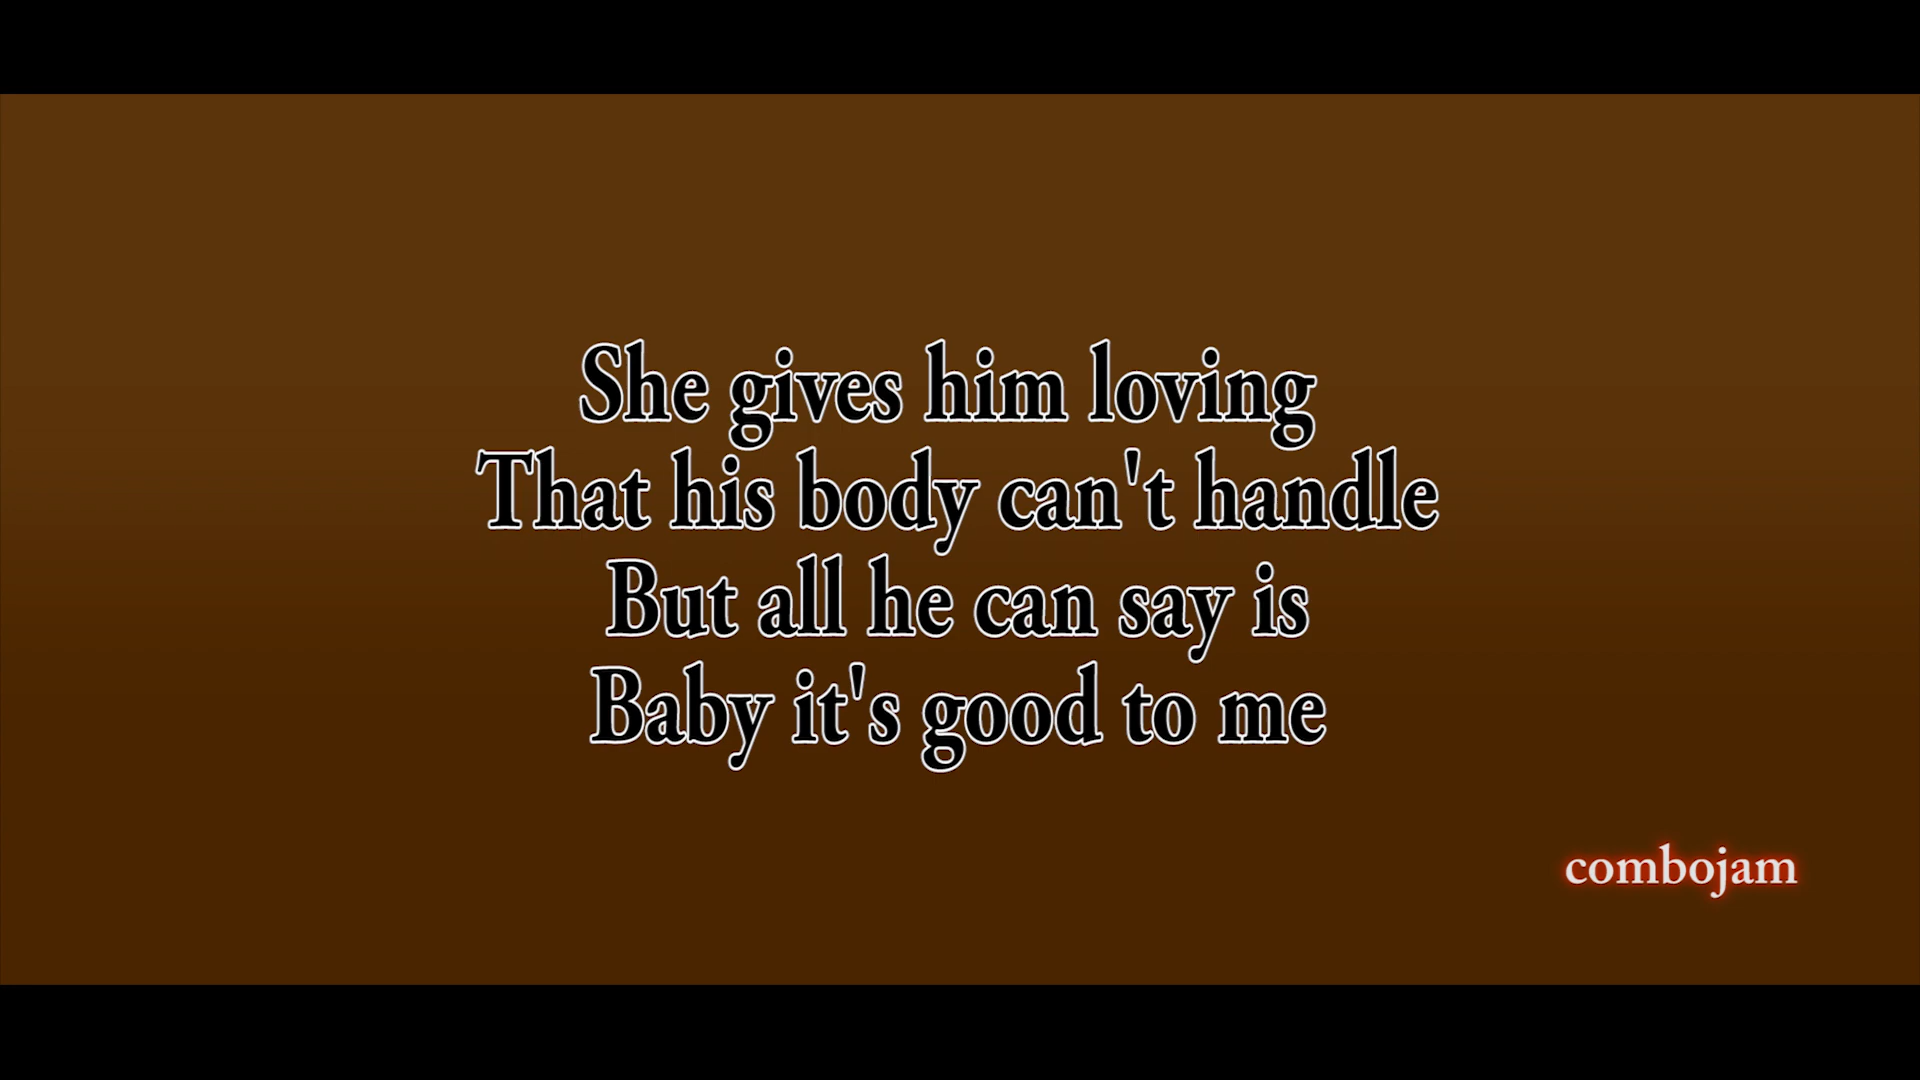 She gives him loving
That his body can't handle
But all he can say is
Baby it's good to me
combojam